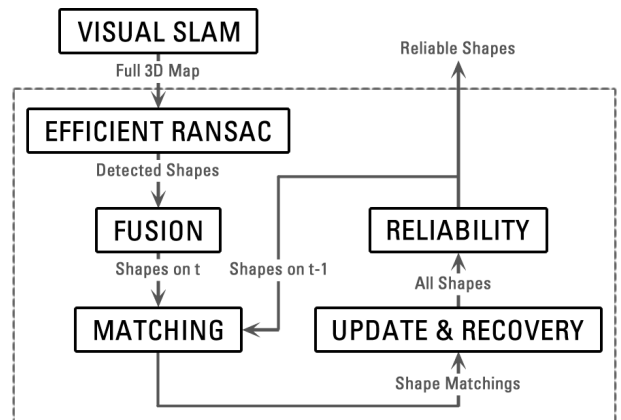 VISUAL SLAM
Reliable Shapes
Full 3D Map
EFFICIENT RANSAC
Detected Shapes
FUSION
RELIABILITY
Shapes on t
Shapes on t-1
All Shapes
MATCHING
UPDATE & RECOVERY
Shape Matchings